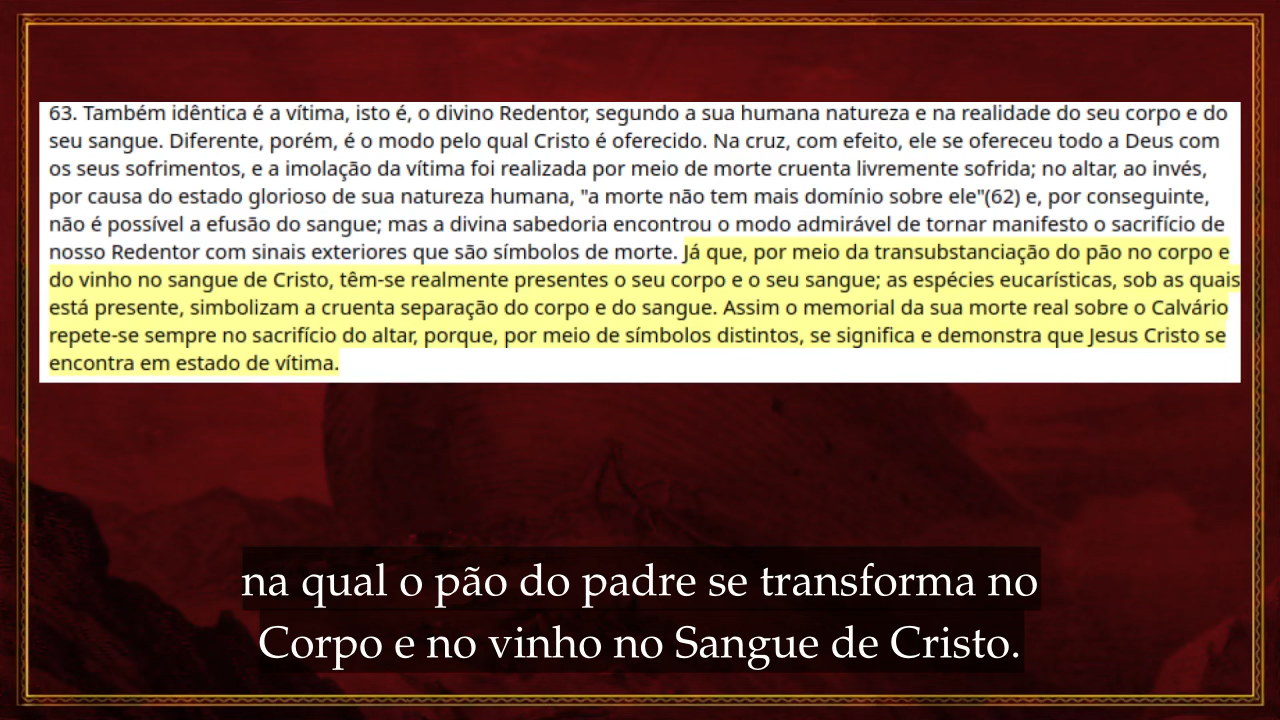 63. Também idêntica é a vítima, isto é, o divino Redentor, segundo a sua humana natureza e na realidade do seu corpo e do
seu sangue. Diferente, porém, é o modo pelo qual Cristo é oferecido. Na cruz, com efeito, ele se ofereceu todo a Deus com
os seus sofrimentos, e a imolação da vítima foi realizada por meio de morte cruenta livremente sofrida; no altar, ao invés,
por causa do estado glorioso de sua natureza humana, "a morte não tem mais domínio sobre ele"(62) e, por conseguinte,
não é possível a efusão do sangue; mas a divina sabedoria encontrou o modo admirável de tornar manifesto o sacrifício de
nosso Redentor com sinais exteriores que são símbolos de morte. Já que, por meio da transubstanciação do pão no corpo e
do vinho no sangue de Cristo, têm-se realmente presentes o seu corpo e o seu sangue; as espécies eucarísticas, sob as quais
está presente, simbolizam a cruenta separação do corpo e do sangue. Assim o memorial da sua morte real sobre o Calvário
repete-se sempre no sacrifício do altar, porque, por meio de símbolos distintos, se significa e demonstra que Jesus Cristo se
encontra em estado de vítima.
na qual o pão do padre se transforma no
Corpo e no vinho no Sangue de Cristo.